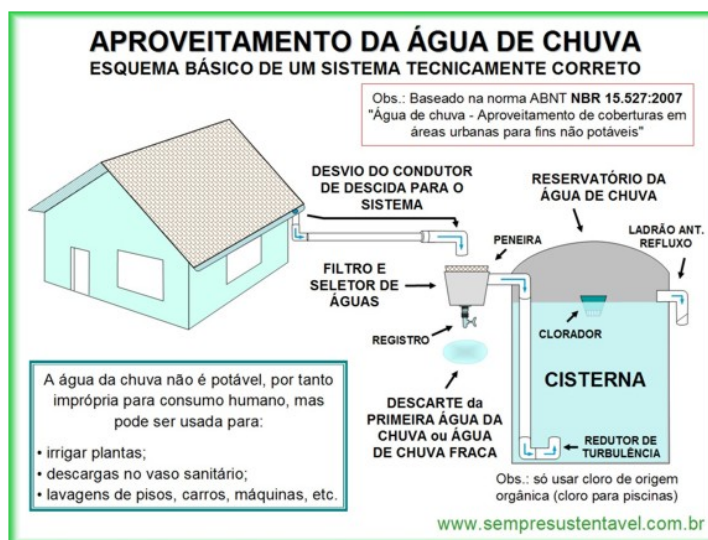 APROVEITAMENTO DA ÁGUA DE CHUVA
ESQUEMA BÁSICO DE UM SISTEMA TECNICAMENTE CORRETO
Obs.: Baseado na norma ABNT NBR 15.527:2007
"Água de chuva - Aproveitamento de coberturas em
áreas urbanas para fins não potáveis"
DESVIO DO CONDUTOR
DE DESCIDA PARA O
SISTEMA
RESERVATÓRIO DA
ÁGUA DE CHUVA
LADRÃO ANT.
REFLUXO
PENEIRA
FILTRO E
SELETOR DE
ÁGUAS
REGISTRO
CLORADOR
CISTERNA
DESCARTE da
PRIMEIRA ÁGUA DA
CHUVA ou ÁGUA
DE CHUVA FRACA
REDUTOR DE
TURBULÊNCIA
A água da chuva não é potável, por tanto
imprópria para consumo humano, mas
pode ser usada para:
• irrigar plantas;
• descargas no vaso sanitário;
• lavagens de pisos, carros, máquinas, etc.
Obs.: só usar cloro de origem
orgânica (cloro para piscinas)
www.sempresustentavel.com.br